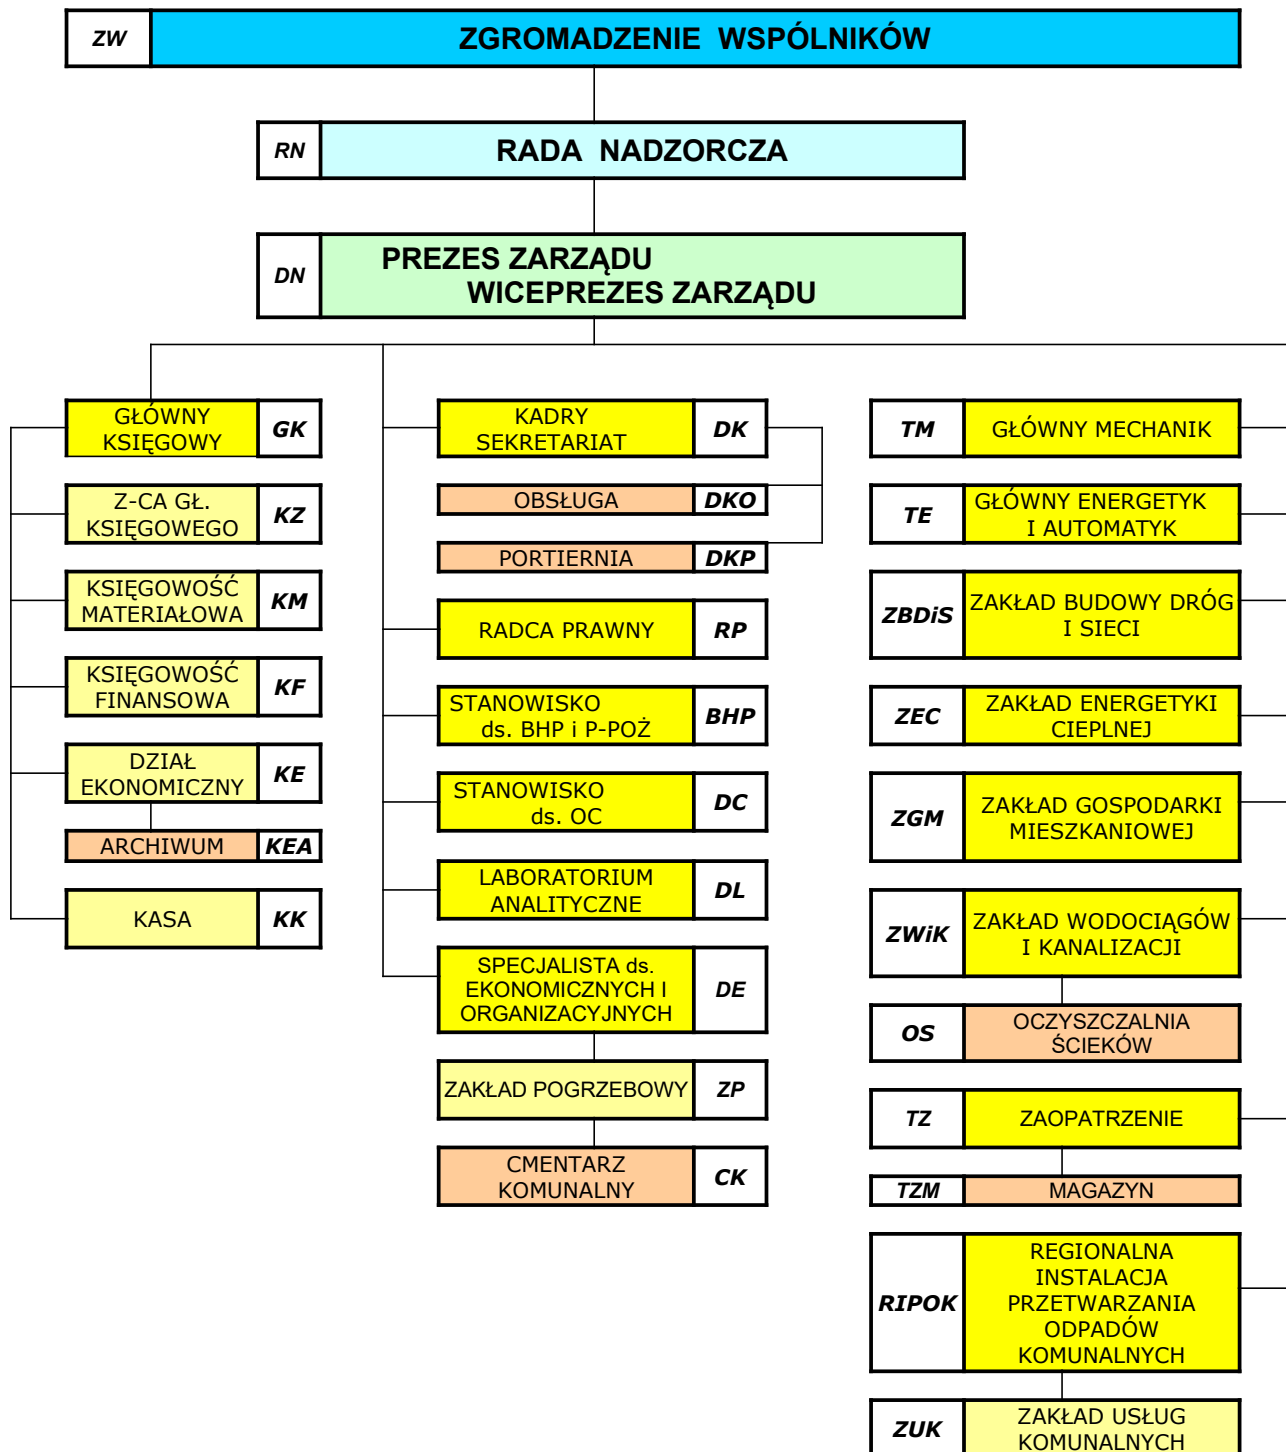 ZW
ZGROMADZENIE WSPÓLNIKÓW
RN
RADA NADZORCZA
DN
PREZES ZARZĄDU
WICEPREZES ZARZĄDU
GŁÓWNY
KSIĘGOWY
GK
Z-CA GŁ.
KSIĘGOWEGO
KZ
KSIĘGOWOŚĆ
MATERIAŁOWA
KM
KSIĘGOWOŚĆ
FINANSOWA
KF
DZIAŁ
EKONOMICZNY
KE
ARCHIWUM
KEA
KASA
KK
KADRY
SEKRETARIAT
DK
OBSŁUGA
DKO
PORTIERNIA
DKP
RADCA PRAWNY
RP
STANOWISKO
ds. BHP i P-POŻ
BHP
STANOWISKO
ds. OC
DC
LABORATORIUM
ANALITYCZNE
DL
SPECJALISTA ds.
EKONOMICZNYCH I
ORGANIZACYJNYCH
DE
ZAKŁAD POGRZEBOWY
ZP
CMENTARZ
KOMUNALNY
CK
TM
GŁÓWNY MECHANIK
TE
GŁÓWNY ENERGETYK
I AUTOMATYK
ZBDiS
ZAKŁAD BUDOWY DRÓG
I SIECI
ZEC
ZAKŁAD ENERGETYKI
CIEPLNEJ
ZGM
ZAKŁAD GOSPODARKI
MIESZKANIOWEJ
ZWiK
ZAKŁAD WODOCIĄGÓW
I KANALIZACJI
OS
OCZYSZCZALNIA
ŚCIEKÓW
TZ
ZAOPATRZENIE
TZM
MAGAZYN
RIPOK
REGIONALNA
INSTALACJA
PRZETWARZANIA
ODPADÓW
KOMUNALNYCH
ZUK
ZAKŁAD USŁUG
KOMUNALNYCH